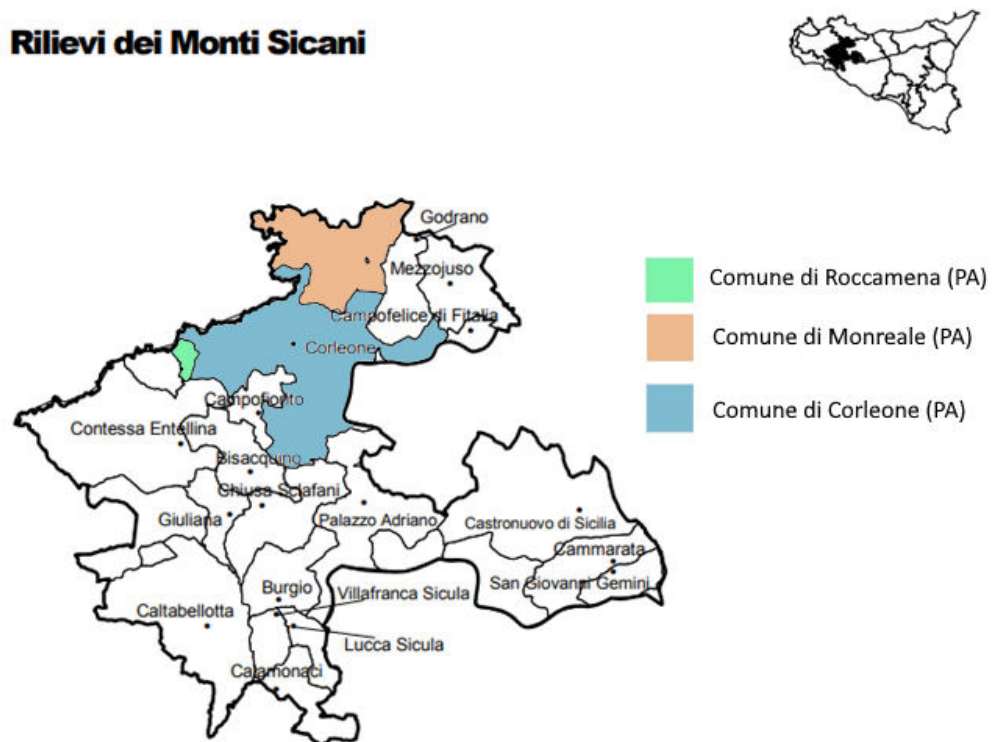 Rilievi dei Monti Sicani
Godrano
Mezzojuso
Comune di Roccamena (PA)
Campofelice di Fitalia
Comune di Monreale (PA)
Corleone
Campofiorito
Comune di Corleone (PA)
Contessa Entellina
Bisacquino
Chiusa Sclafani
Giuliana
Palazzo Adriano
Castronuovo di Sicilia
Cammarata
San Giovanni Gemini
Burgio
Villafranca Sicula
Caltabellotta
Lucca Sicula
Calamonaci